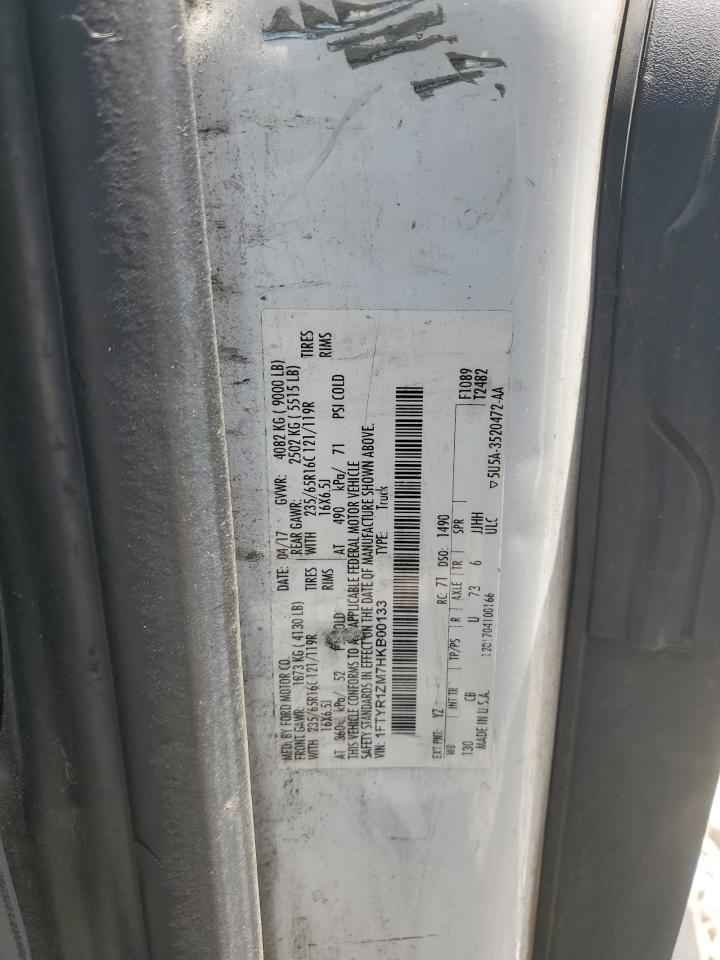 MFD. BY FORD MOTOR CO.
DATE: 04/17 GVWR: 4082 KG ( 9000 LB)
FRONT GAWR: 1873 KG ( 4130 LB) REAR GAWR: 2502 KG ( 5515 LB)
WITH 235/65R16C 121/119R TIRES WITH 235/65R16C 121/119R TIRES
16X6.5J RIMS 16X6.5J RIMS
AT 360 kPa/ 52 PSI COLD AT 490 kPa/ 71 PSI COLD
THIS VEHICLE CONFORMS TO ALL APPLICABLE FEDERAL MOTOR VEHICLE
SAFETY STANDARDS IN EFFECT ON THE DATE OF MANUFACTURE SHOWN ABOVE.
VIN: 1FTYR1ZM7HKB00133 TYPE: Truck
EXT PNT: YZ RC: 71 DSO: 1490 F1089
WB INT TR TP/PS R AXLE TR SPR T2482
130 CB U 73 6 JJHH
MADE IN U.S.A. ULC
▽5U5A-3520472-AA